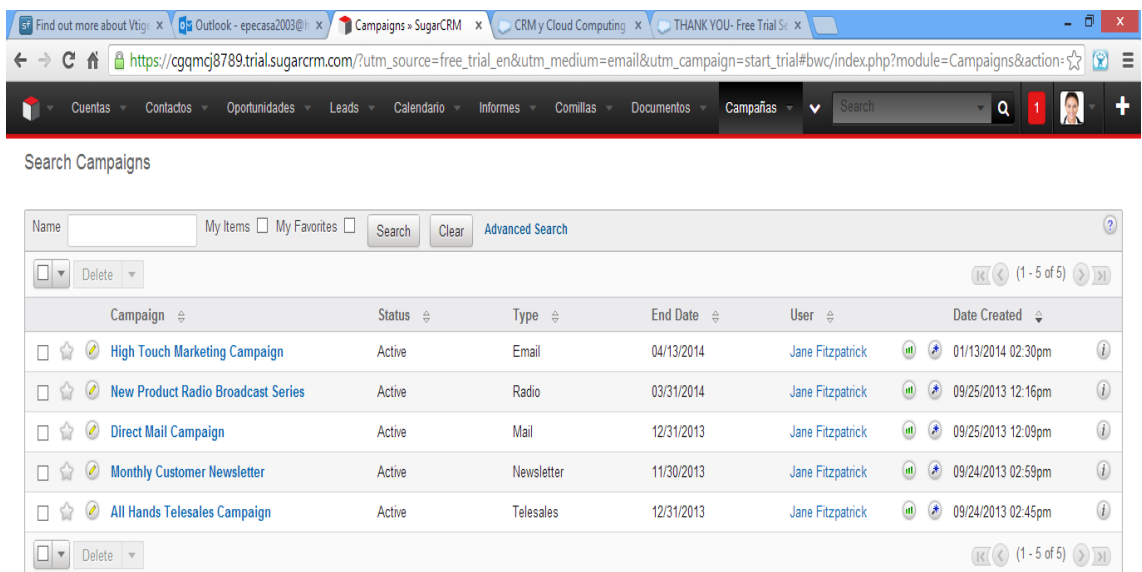 Find out more about Vtige Outlook - epecasa2003@h Campaigns » SugarCRM CRM y Cloud Computing THANK YOU- Free Trial Se
https://cgqmcj8789.trial.sugarcrm.com/?utm_source=free_trial_en&utm_medium=email&utm_campaign=start_trial#bwc/index.php?module=Campaigns&action=
Cuentas Contactos Oportunidades Leads Calendario Informes Comillas Documentos Campañas Search 1
Search Campaigns
Name My Items My Favorites Search Clear Advanced Search ?
Delete (1 - 5 of 5)
Campaign Status Type End Date User Date Created
High Touch Marketing Campaign Active Email 04/13/2014 Jane Fitzpatrick 01/13/2014 02:30pm
New Product Radio Broadcast Series Active Radio 03/31/2014 Jane Fitzpatrick 09/25/2013 12:16pm
Direct Mail Campaign Active Mail 12/31/2013 Jane Fitzpatrick 09/25/2013 12:09pm
Monthly Customer Newsletter Active Newsletter 11/30/2013 Jane Fitzpatrick 09/24/2013 02:59pm
All Hands Telesales Campaign Active Telesales 12/31/2013 Jane Fitzpatrick 09/24/2013 02:45pm
Delete (1 - 5 of 5)